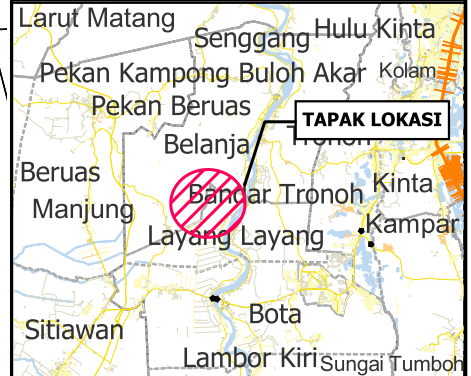 Larut Matang
Senggang
Hulu Kinta
Pekan Kampong Buloh Akar
Kolam
Pekan Beruas
TAPAK LOKASI
Belanja
Tronoh
Beruas
Bandar Tronoh
Kinta
Manjung
Kampar
Layang Layang
Bota
Sitiawan
Lambor Kiri
Sungai Tumboh